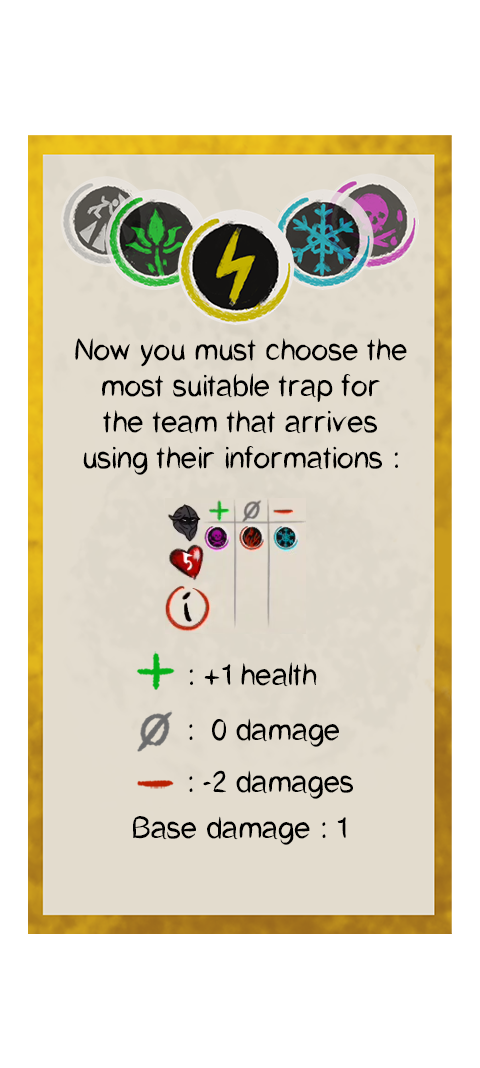 Now you must choose the
most suitable trap for
the team that arrives
using their informations :
+ Ø −
5
i
+ : +1 health
Ø : 0 damage
− : -2 damages
Base damage : 1